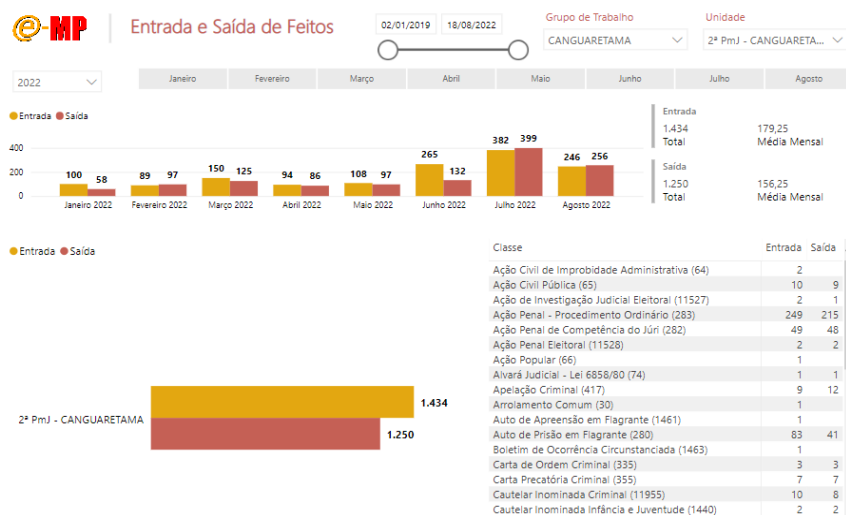 e-MP
Entrada e Saída de Feitos
02/01/2019 18/08/2022
Grupo de Trabalho
CANGUARETAMA
Unidade
2ª PmJ - CANGUARETA...
2022
Janeiro Fevereiro Março Abril Maio Junho Julho Agosto
Entrada Saída
400
200
0
100 58 89 97 150 125 94 86 108 97 265 132 382 399 246 256
Janeiro 2022 Fevereiro 2022 Março 2022 Abril 2022 Maio 2022 Junho 2022 Julho 2022 Agosto 2022
Entrada
1.434 179,25
Total Média Mensal
Saída
1.250 156,25
Total Média Mensal
Entrada Saída
2ª PmJ - CANGUARETAMA
1.434
1.250
Classe Entrada Saída
Ação Civil de Improbidade Administrativa (64) 2
Ação Civil Pública (65) 10 9
Ação de Investigação Judicial Eleitoral (11527) 2 1
Ação Penal - Procedimento Ordinário (283) 249 215
Ação Penal de Competência do Júri (282) 49 48
Ação Penal Eleitoral (11528) 2 2
Ação Popular (66) 1
Alvará Judicial - Lei 6858/80 (74) 1 1
Apelação Criminal (417) 9 12
Arrolamento Comum (30) 1
Auto de Apreensão em Flagrante (1461) 1
Auto de Prisão em Flagrante (280) 83 41
Boletim de Ocorrência Circunstanciada (1463) 1
Carta de Ordem Criminal (335) 3 3
Carta Precatória Criminal (355) 7 7
Cautelar Inominada Criminal (11955) 10 8
Cautelar Inominada Infância e Juventude (1440) 2 2